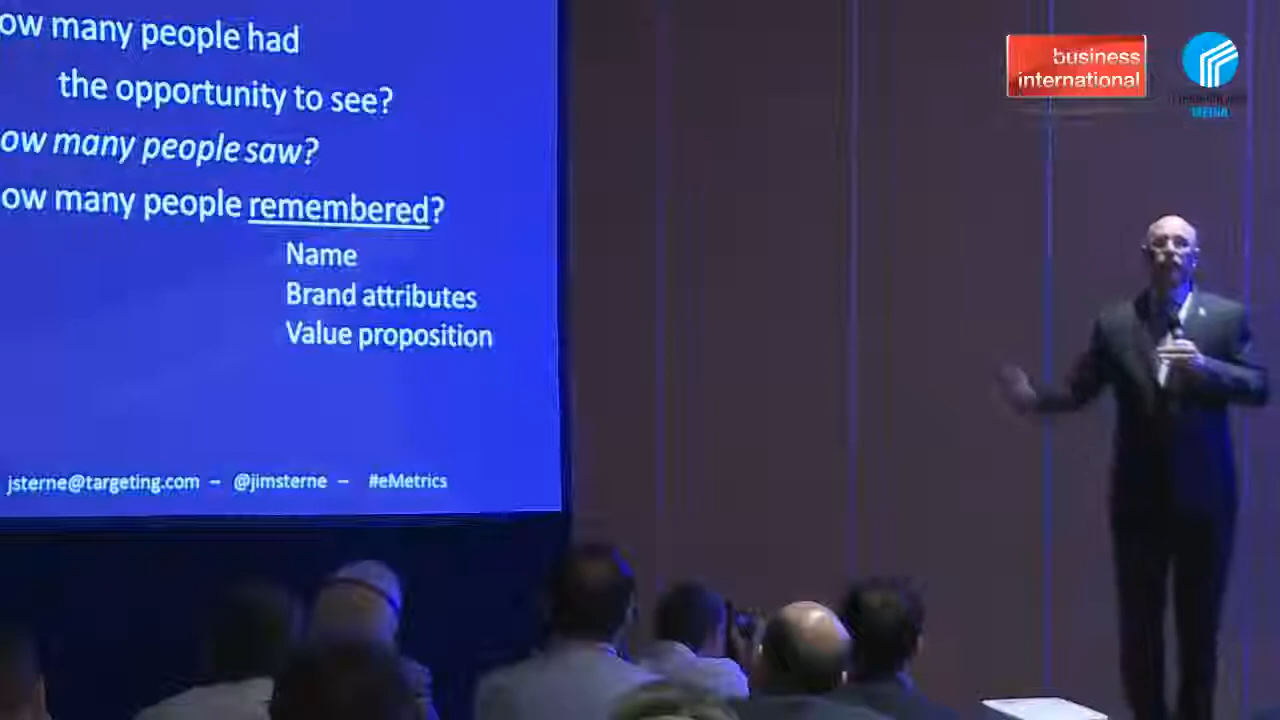 ow many people had
the opportunity to see?
ow many people saw?
ow many people remembered?
Name
Brand attributes
Value proposition
jsterne@targeting.com – @jimsterne – #eMetrics
business
international
MEDIA